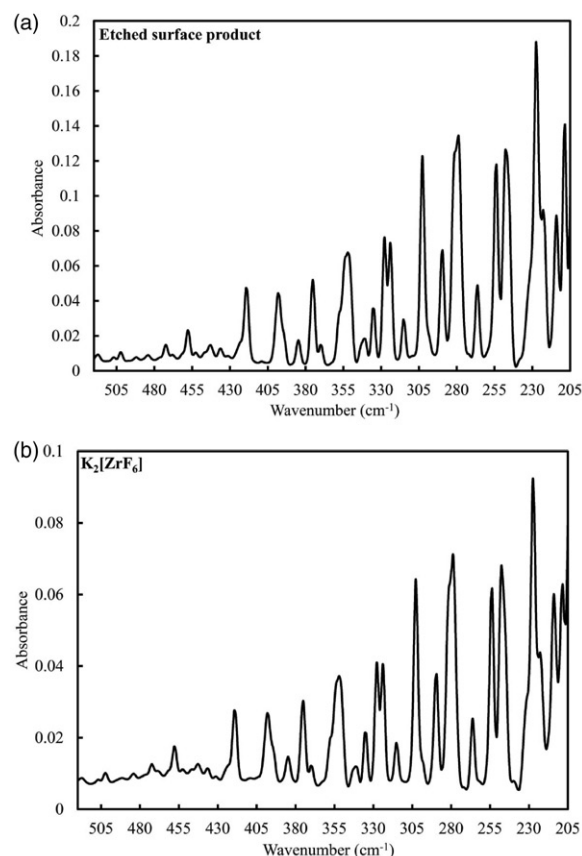 (a)
Etched surface product
0.2
0.18
0.16
0.14
0.12
0.1
0.08
0.06
0.04
0.02
0
Absorbance
505 480 455 430 405 380 355 330 305 280 255 230 205
Wavenumber (cm⁻¹)
(b)
K₂[ZrF₆]
0.1
0.08
0.06
0.04
0.02
0
Absorbance
505 480 455 430 405 380 355 330 305 280 255 230 205
Wavenumber (cm⁻¹)